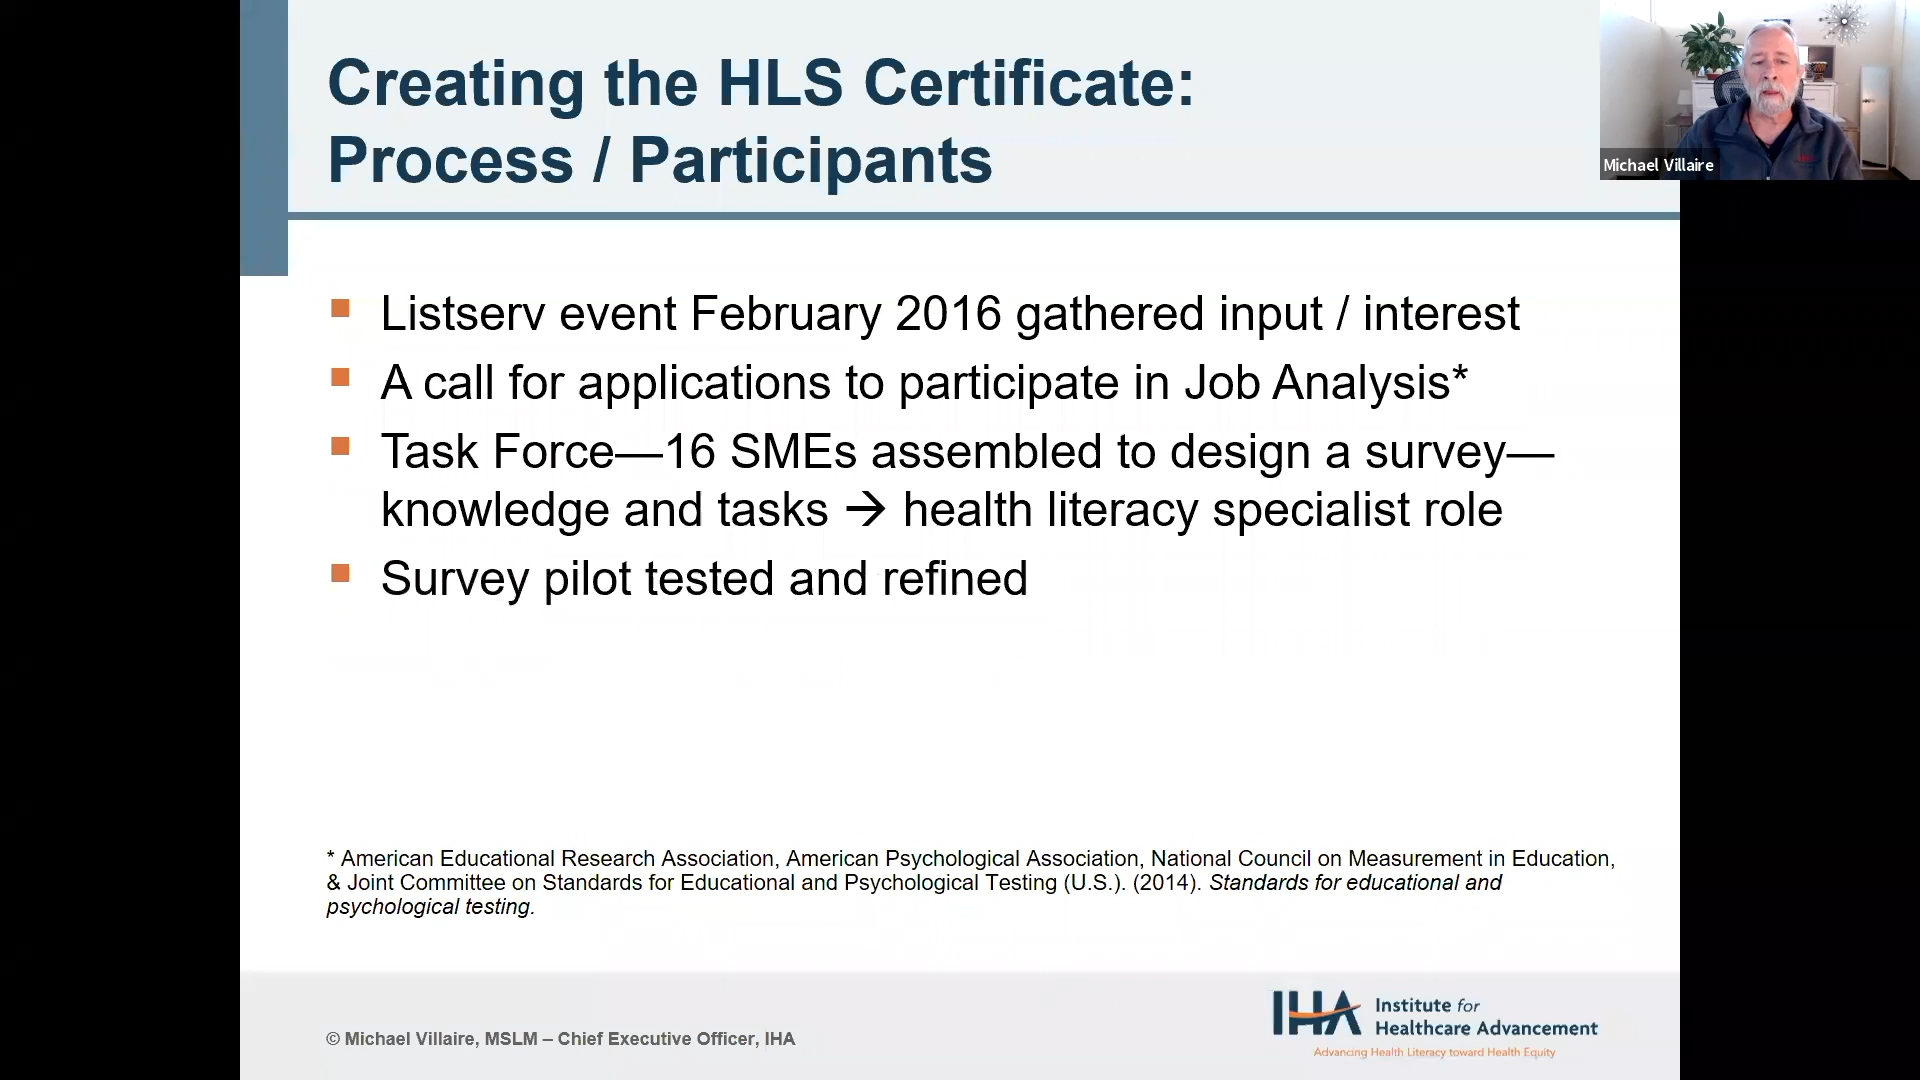 Creating the HLS Certificate:
Process / Participants
Michael Villaire
Listserv event February 2016 gathered input / interest
A call for applications to participate in Job Analysis*
Task Force—16 SMEs assembled to design a survey—
knowledge and tasks → health literacy specialist role
Survey pilot tested and refined
* American Educational Research Association, American Psychological Association, National Council on Measurement in Education,
& Joint Committee on Standards for Educational and Psychological Testing (U.S.). (2014). Standards for educational and
psychological testing.
© Michael Villaire, MSLM – Chief Executive Officer, IHA
IHA Institute for
Healthcare Advancement
Advancing Health Literacy toward Health Equity